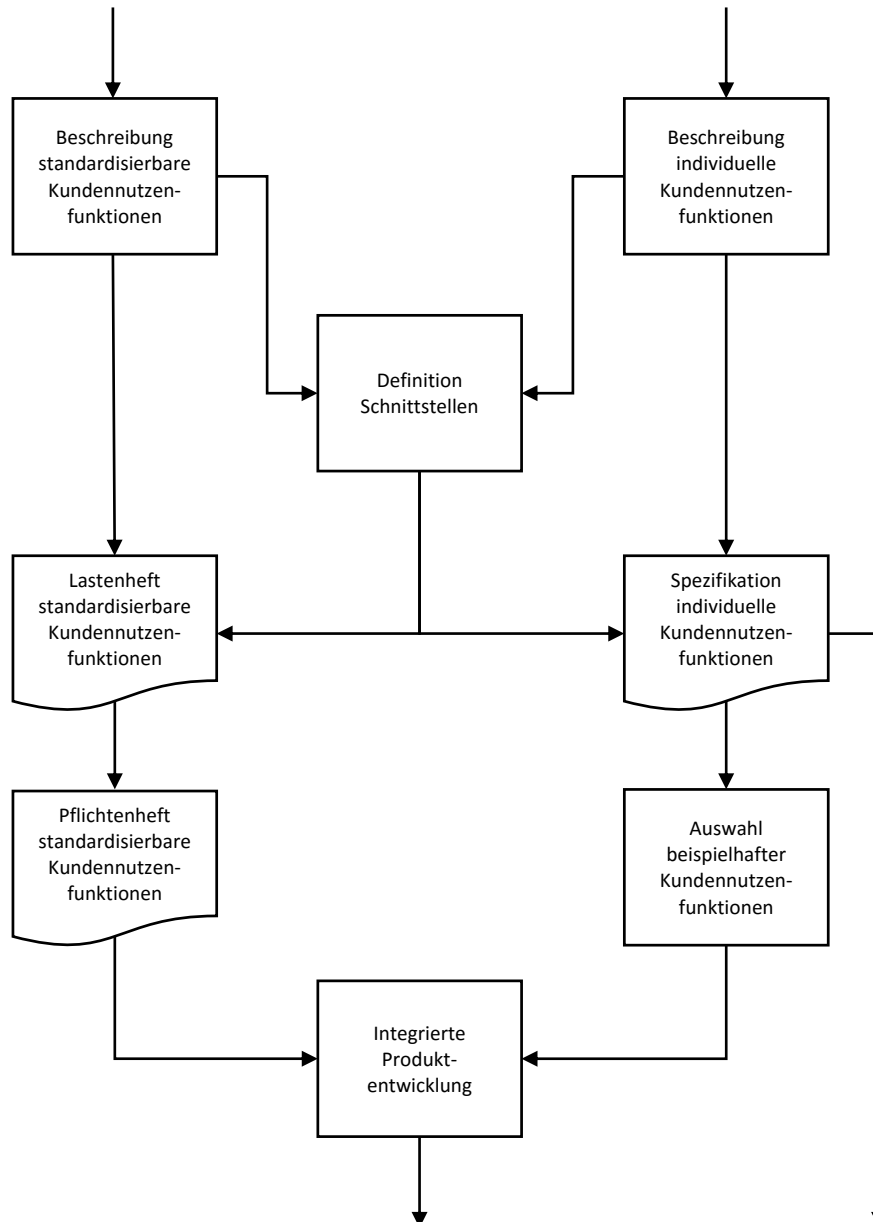 Beschreibung
standardisierbare
Kundennutzen-
funktionen
Beschreibung
individuelle
Kundennutzen-
funktionen
Definition
Schnittstellen
Lastenheft
standardisierbare
Kundennutzen-
funktionen
Spezifikation
individuelle
Kundennutzen-
funktionen
Pflichtenheft
standardisierbare
Kundennutzen-
funktionen
Auswahl
beispielhafter
Kundennutzen-
funktionen
Integrierte
Produkt-
entwicklung